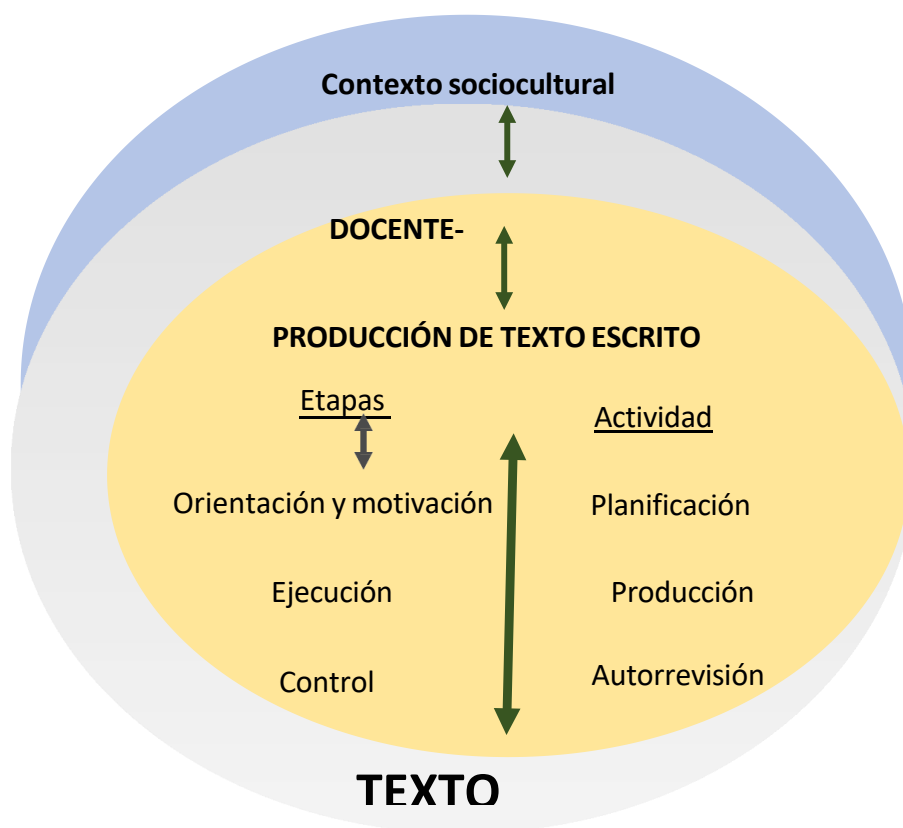 Contexto sociocultural
DOCENTE-
PRODUCCIÓN DE TEXTO ESCRITO
Etapas
Actividad
Orientación y motivación
Planificación
Ejecución
Producción
Control
Autorrevisión
TEXTO